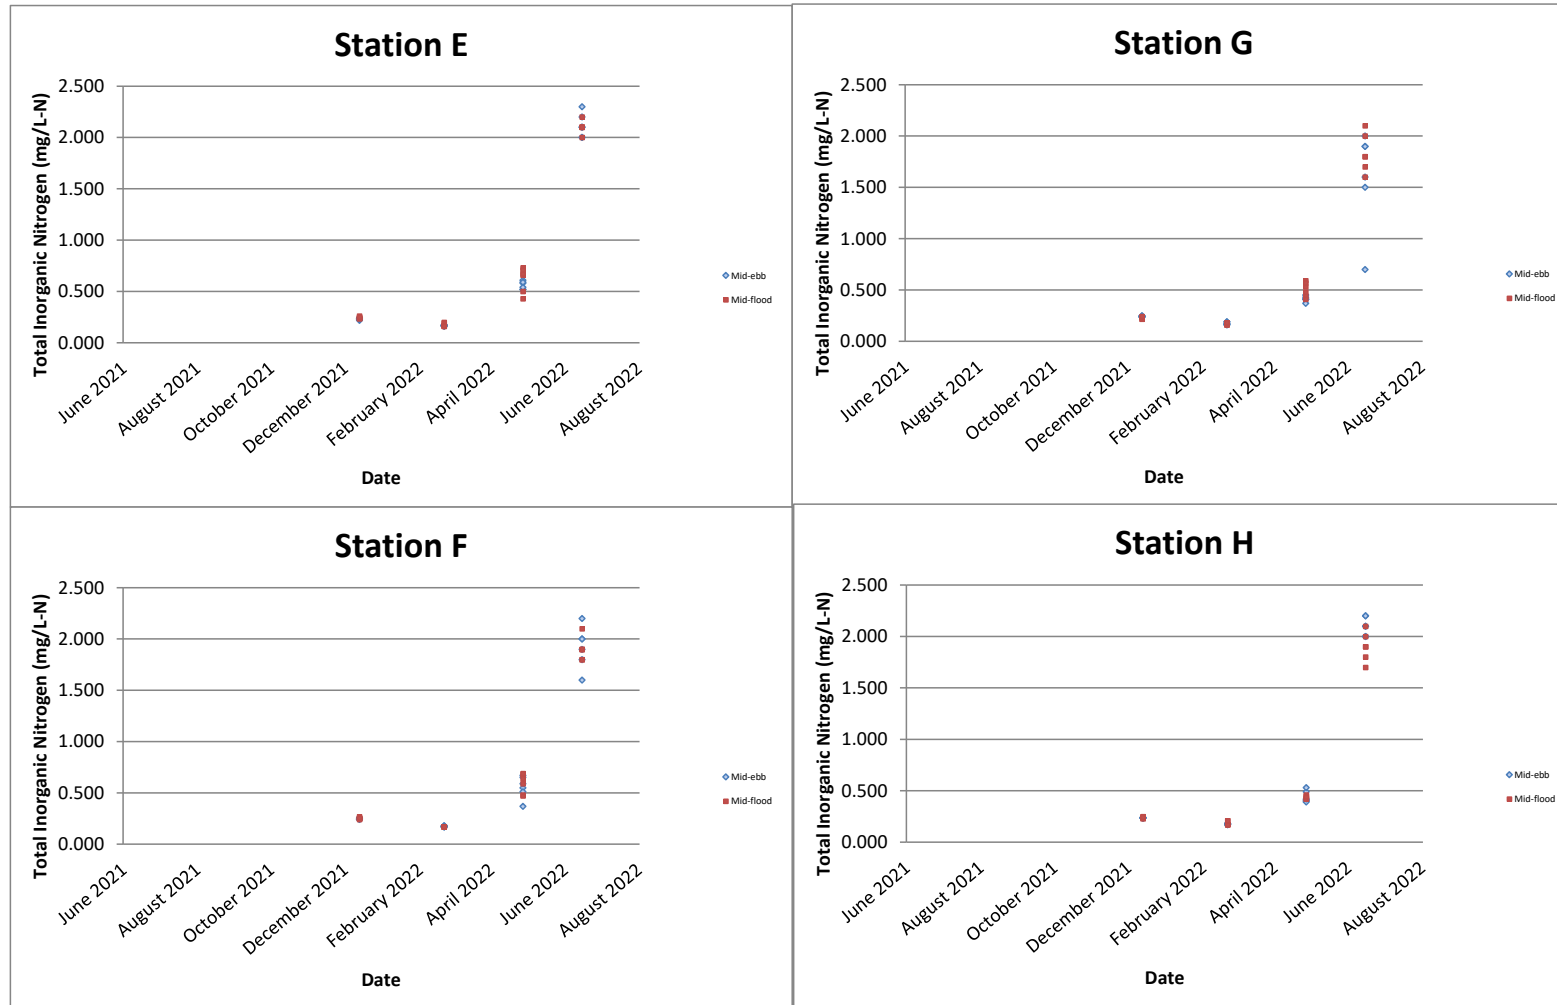 Station E
Total Inorganic Nitrogen (mg/L-N)
2.500
2.000
1.500
1.000
0.500
0.000
June 2021
August 2021
October 2021
December 2021
February 2022
April 2022
June 2022
August 2022
Date
Mid-ebb
Mid-flood
Station G
Total Inorganic Nitrogen (mg/L-N)
2.500
2.000
1.500
1.000
0.500
0.000
June 2021
August 2021
October 2021
December 2021
February 2022
April 2022
June 2022
August 2022
Date
Mid-ebb
Mid-flood
Station F
Total Inorganic Nitrogen (mg/L-N)
2.500
2.000
1.500
1.000
0.500
0.000
June 2021
August 2021
October 2021
December 2021
February 2022
April 2022
June 2022
August 2022
Date
Mid-ebb
Mid-flood
Station H
Total Inorganic Nitrogen (mg/L-N)
2.500
2.000
1.500
1.000
0.500
0.000
June 2021
August 2021
October 2021
December 2021
February 2022
April 2022
June 2022
August 2022
Date
Mid-ebb
Mid-flood